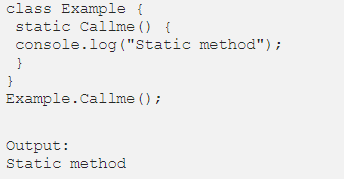 class Example {
 static Callme() {
 console.log("Static method");
 }
}
Example.Callme();

Output:
Static method